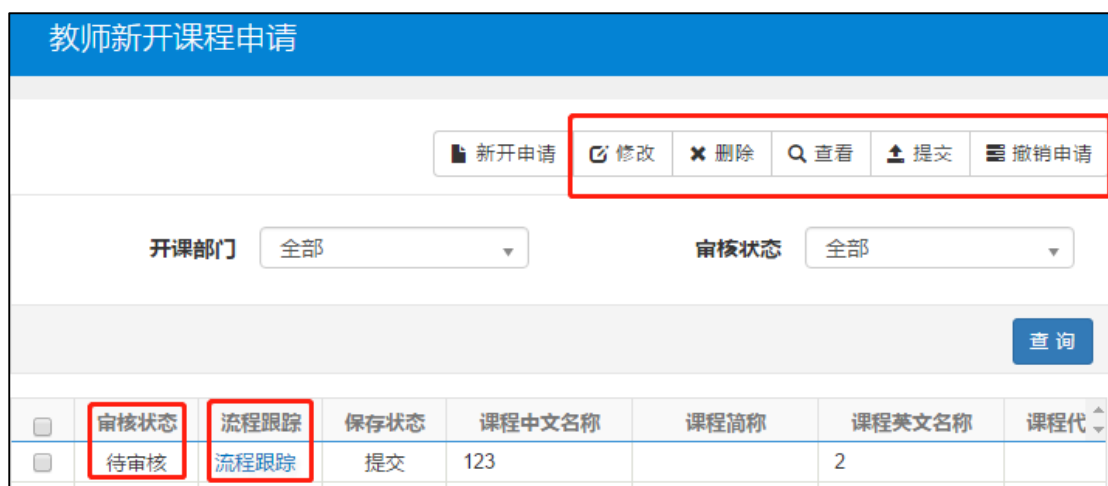 教师新开课程申请
新开申请 修改 删除 查看 提交 撤销申请
开课部门 全部 审核状态 全部
查询
审核状态 流程跟踪 保存状态 课程中文名称 课程简称 课程英文名称 课程代
待审核 流程跟踪 提交 123 2